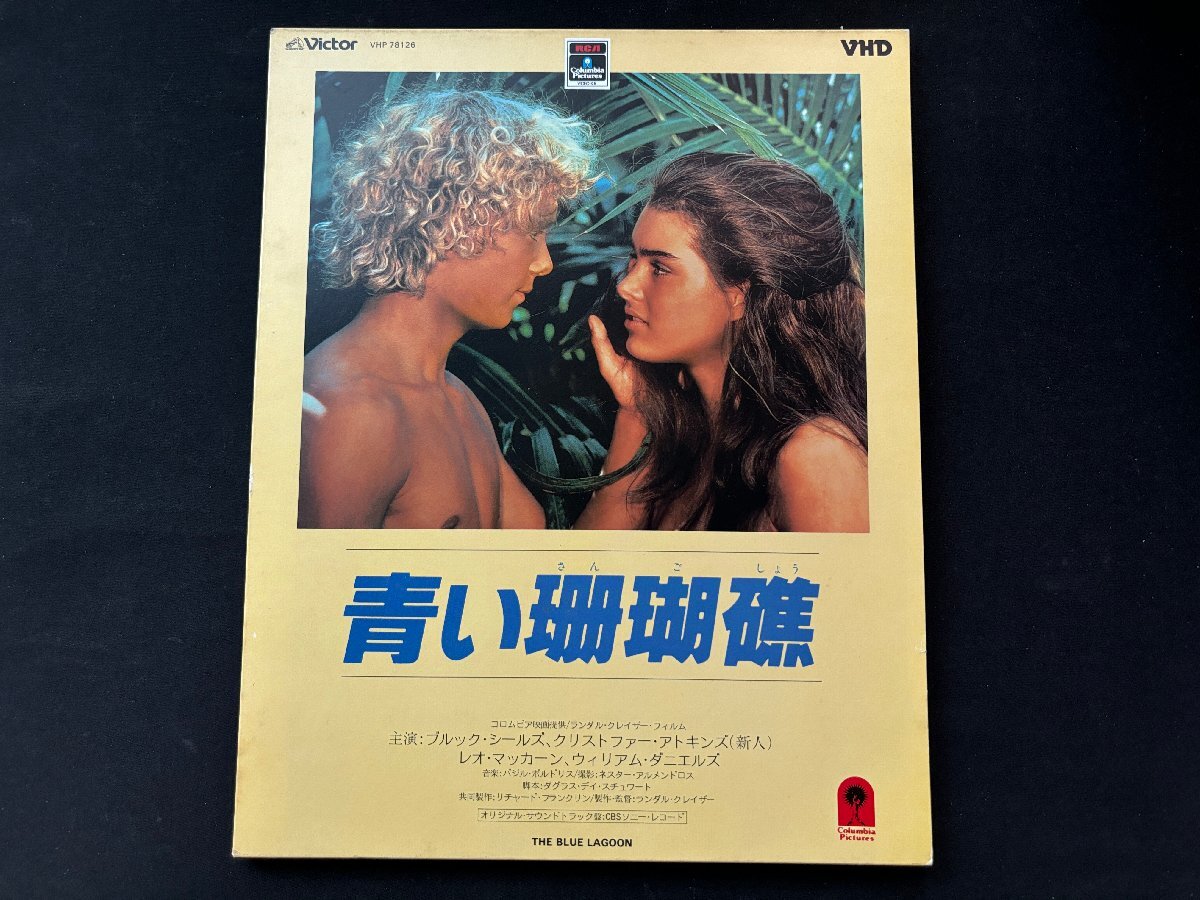 Victor VHP 78126
RCA
Columbia
Pictures
VHD
さんごしょう
青い珊瑚礁
コロムビア映画提供/ランダル・クレイザー・フィルム
主演:ブルック・シールズ、クリストファー・アトキンズ(新人)
レオ・マッカーン、ウィリアム・ダニエルズ
音楽:バジル・ポルドリス/撮影:ネスター・アルメンドロス
脚本:ダグラス・デイ・スチュワート
共同製作:リチャード・フランクリン/製作・監督:ランダル・クレイザー
オリジナル・サウンドトラック盤:CBSソニー・レコード
Columbia
Pictures
THE BLUE LAGOON